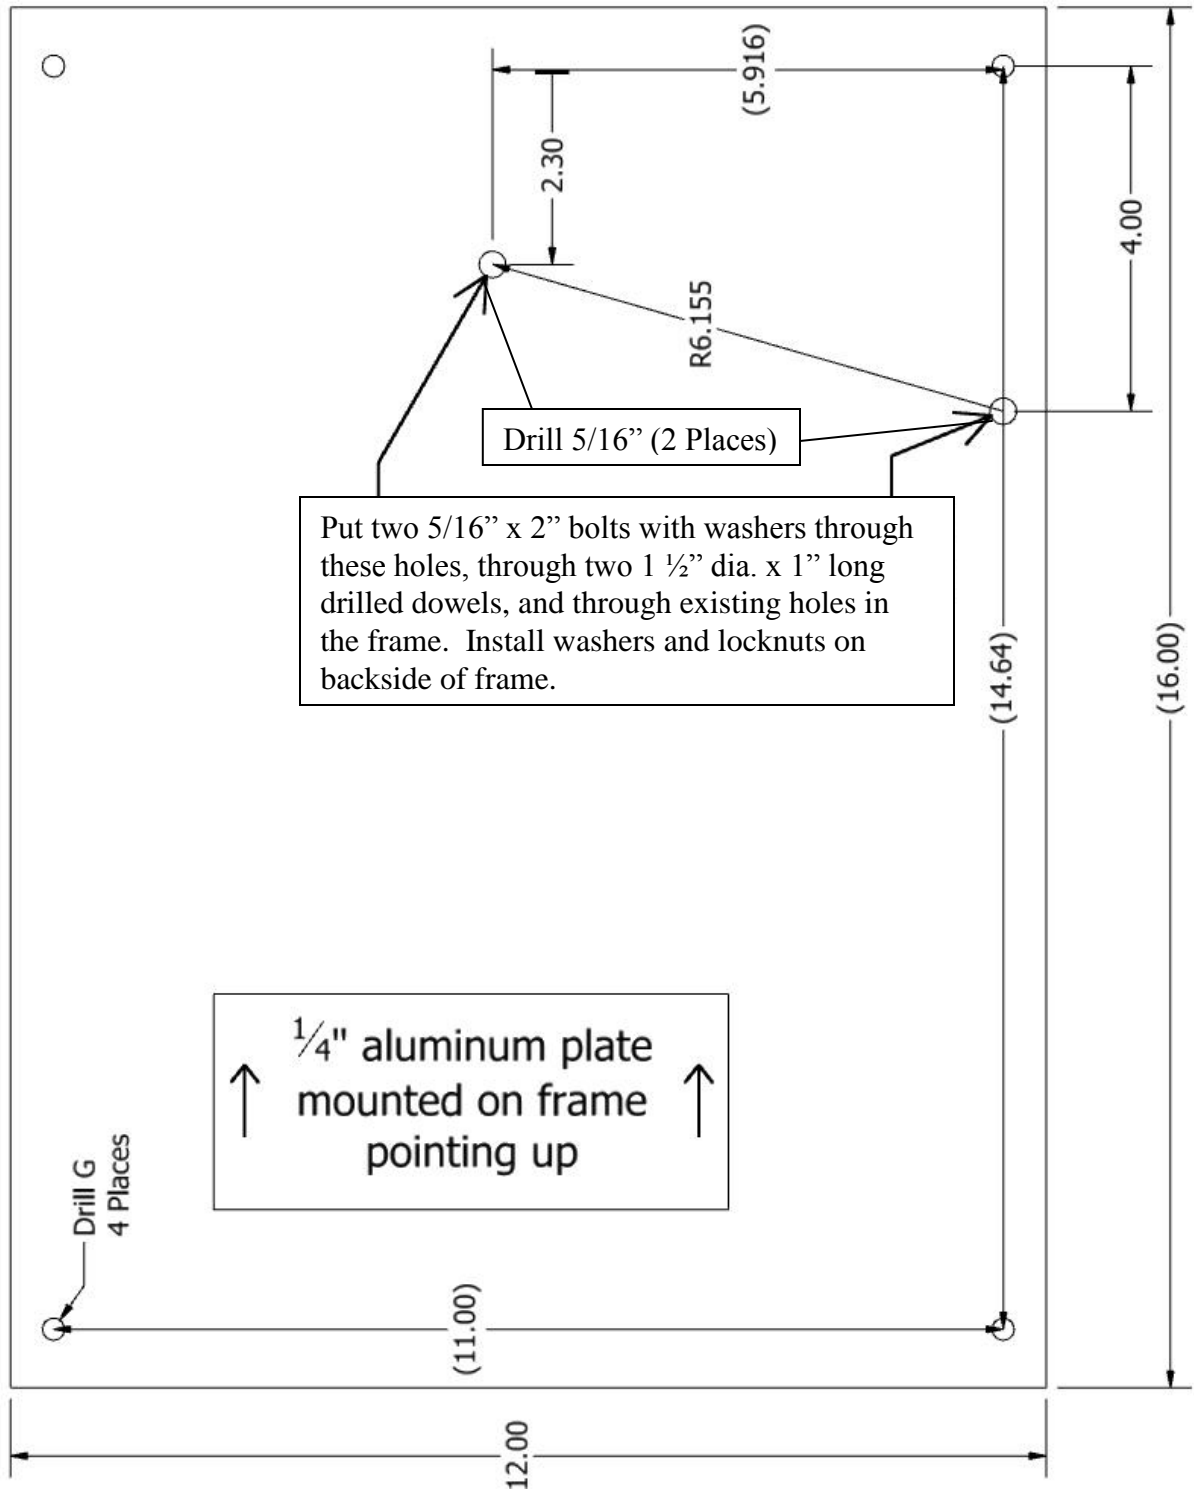 (5.916)
2.30
4.00
R6.155
Drill 5/16” (2 Places)
Put two 5/16” x 2” bolts with washers through
these holes, through two 1 ½” dia. x 1” long
drilled dowels, and through existing holes in
the frame.  Install washers and locknuts on
backside of frame.
(14.64)
(16.00)
¼" aluminum plate
mounted on frame
pointing up
Drill G
4 Places
(11.00)
12.00